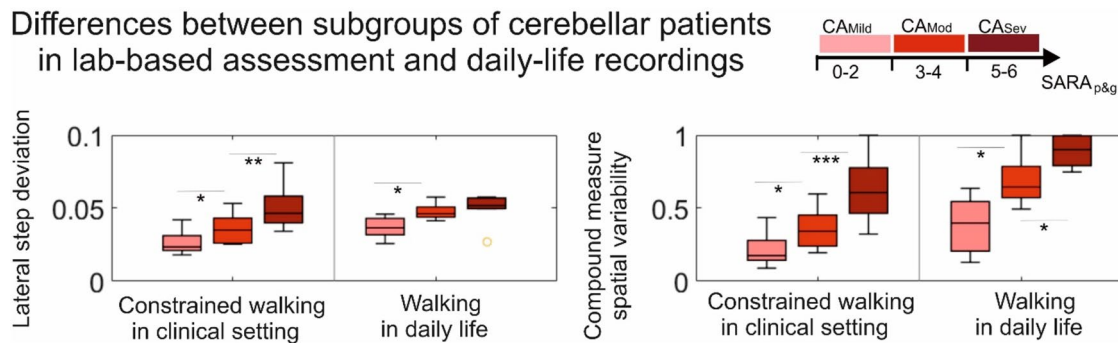 Differences between subgroups of cerebellar patients
in lab-based assessment and daily-life recordings
CAMild CAMod CASev
0-2 3-4 5-6
SARAp&g
Lateral step deviation
0.1
0.05
0
* ** *
Constrained walking
in clinical setting
Walking
in daily life
Compound measure
spatial variability
1
0.5
0
* *** * *
Constrained walking
in clinical setting
Walking
in daily life